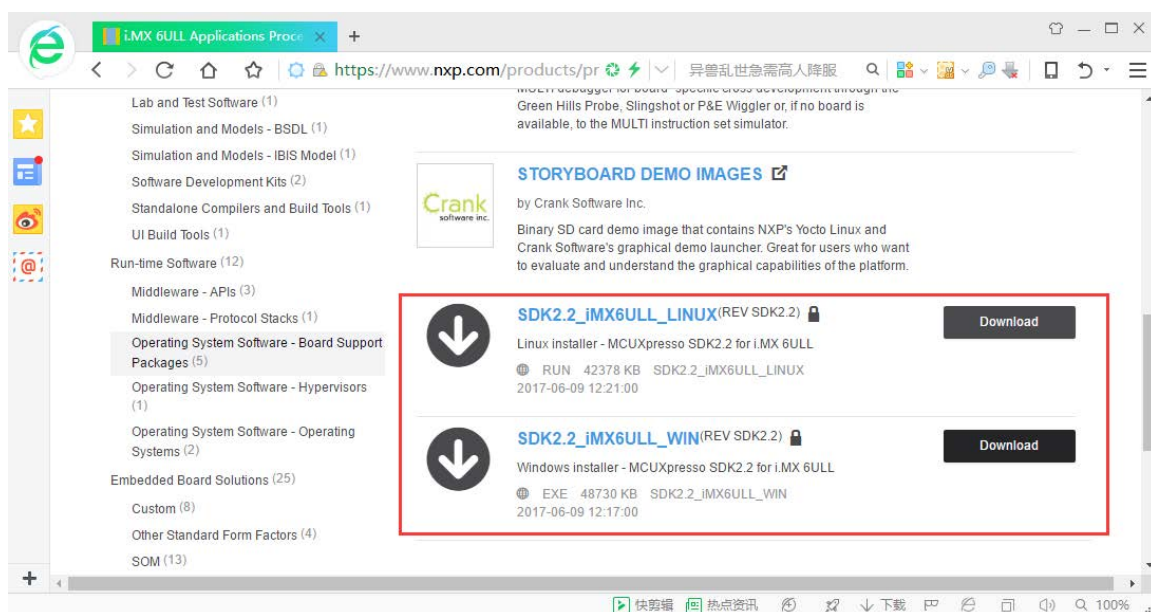 i.MX 6ULL Applications Proce
https://www.nxp.com/products/pr
异兽乱世急需高人降服
Lab and Test Software (1)
Simulation and Models - BSDL (1)
Simulation and Models - IBIS Model (1)
Software Development Kits (2)
Standalone Compilers and Build Tools (1)
UI Build Tools (1)
Run-time Software (12)
Middleware - APIs (3)
Middleware - Protocol Stacks (1)
Operating System Software - Board Support
Packages (5)
Operating System Software - Hypervisors
(1)
Operating System Software - Operating
Systems (2)
Embedded Board Solutions (25)
Custom (8)
Other Standard Form Factors (4)
SOM (13)
MULTI debugger for board-specific cross development through the
Green Hills Probe, Slingshot or P&E Wiggler or, if no board is
available, to the MULTI instruction set simulator.
Crank
software inc.
STORYBOARD DEMO IMAGES
by Crank Software Inc.
Binary SD card demo image that contains NXP's Yocto Linux and
Crank Software's graphical demo launcher. Great for users who want
to evaluate and understand the graphical capabilities of the platform.
SDK2.2_iMX6ULL_LINUX(REV SDK2.2)
Download
Linux installer - MCUXpresso SDK2.2 for i.MX 6ULL
RUN 42378 KB SDK2.2_iMX6ULL_LINUX
2017-06-09 12:21:00
SDK2.2_iMX6ULL_WIN(REV SDK2.2)
Download
Windows installer - MCUXpresso SDK2.2 for i.MX 6ULL
EXE 48730 KB SDK2.2_iMX6ULL_WIN
2017-06-09 12:17:00
快剪辑 热点资讯 下载 100%